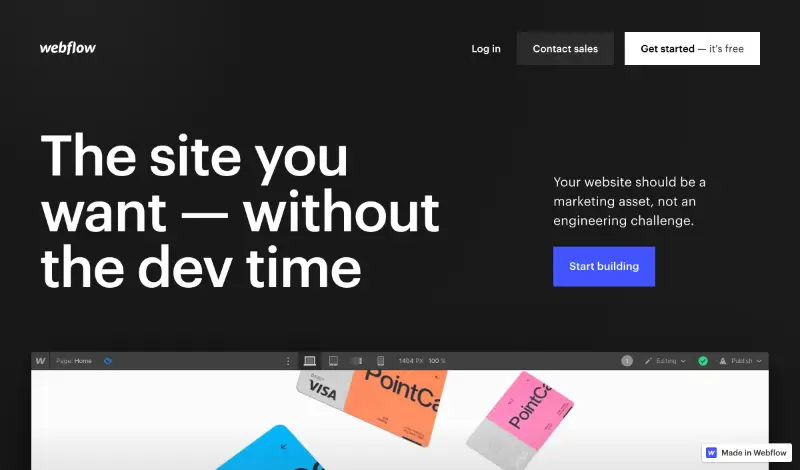 webflow
Log in
Contact sales
Get started — it's free
The site you
want — without
the dev time
Your website should be a
marketing asset, not an
engineering challenge.
Start building
W
Page: Home
1404 PX 100 %
1
Editing
Publish
VISA
PointCa
PointCa
Made in Webflow